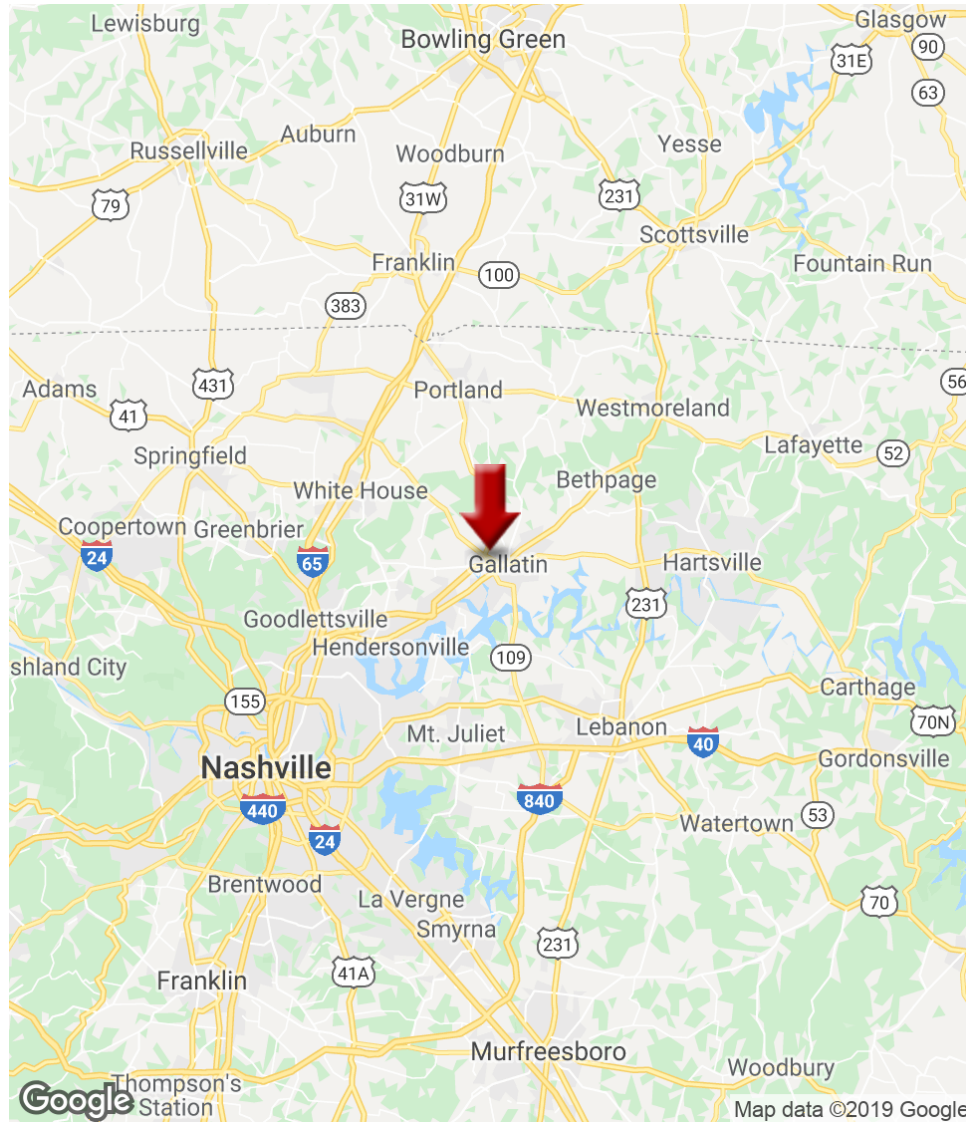 Lewisburg
Glasgow
Bowling Green
90
31E
63
Auburn
Yesse
Russellville
Woodburn
31W
231
79
Scottsville
Franklin
100
Fountain Run
383
431
Adams
Portland
56
41
Westmoreland
Springfield
Lafayette
52
Bethpage
White House
Coopertown
Greenbrier
24
65
Gallatin
Hartsville
231
Goodlettsville
Hendersonville
109
shland City
155
Carthage
70N
Mt. Juliet
Lebanon
40
Gordonsville
Nashville
440
840
53
Watertown
24
Brentwood
La Vergne
70
Smyrna
231
41A
Franklin
Murfreesboro
Woodbury
Thompson's
Station
Google
Map data ©2019 Google